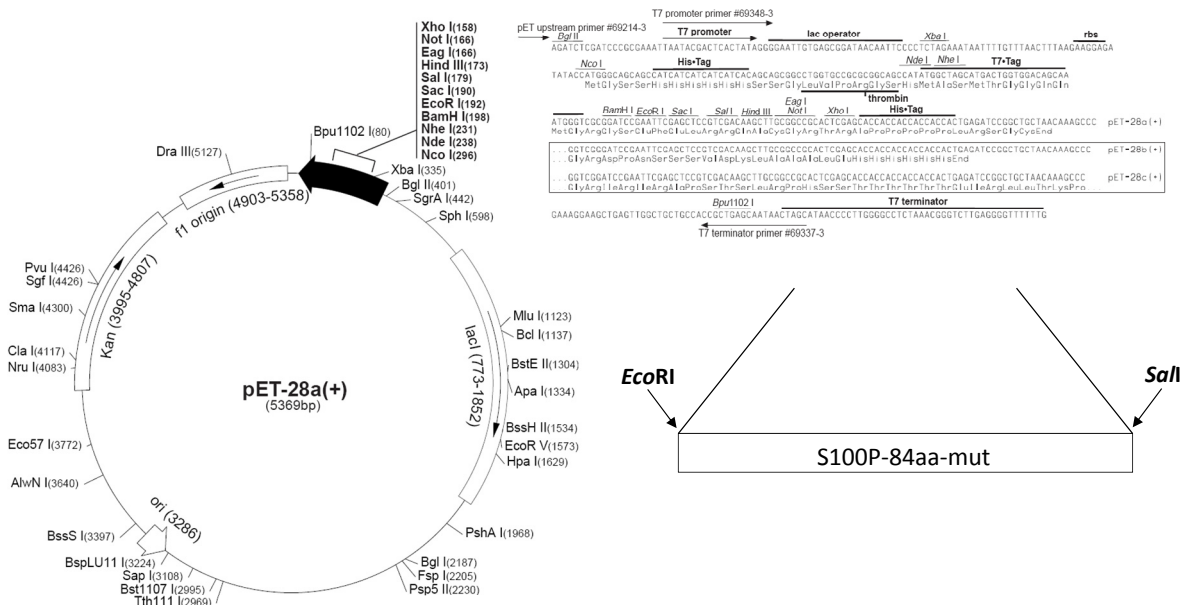 Xho I(158)
Not I(166)
Eag I(166)
Hind III(173)
Sal I(179)
Sac I(190)
EcoR I(192)
BamH I(198)
Nhe I(231)
Nde I(238)
Nco I(296)
Bpu1102 I(80)
Xba I(335)
Bgl II(401)
SgrA I(442)
Sph I(598)
Dra III(5127)
f1 origin (4903-5358)
Pvu I(4426)
Sgf I(4426)
Sma I(4300)
Kan (3995-4807)
Cla I(4117)
Nru I(4083)
lacI (773-1852)
Mlu I(1123)
Bcl I(1137)
BstE II(1304)
Apa I(1334)
BssH II(1534)
EcoR V(1573)
Hpa I(1629)
pET-28a(+)
(5369bp)
Eco57 I(3772)
AlwN I(3640)
ori (3286)
BssS I(3397)
BspLU11 I(3224)
Sap I(3108)
Bst1107 I(2995)
Tth111 I(2969)
PshA I(1968)
Bgl I(2187)
Fsp I(2205)
Psp5 II(2230)
T7 promoter primer #69348-3
pET upstream primer #69214-3
Bgl II T7 promoter lac operator Xba I rbs
AGATCTCGATCCCGCGAAATTAATACGACTCACTATAGGGGAATTGTGAGCGGATAACAATTCCCCTCTAGAAATAATTTTGTTTAACTTTAAGAAGGAGA
Nco I His•Tag Nde I Nhe I T7•Tag
TATACCATGGGCAGCAGCCATCATCATCATCATCACAGCAGCGGCCTGGTGCCGCGCGGCAGCCATATGGCTAGCATGACTGGTGGACAGCAA
MetGlySerSerHisHisHisHisHisHisSerSerGlyLeuValProArgGlySerHisMetAlaSerMetThrGlyGlyGlnGln
thrombin
BamH I EcoR I Sac I Sal I Hind III Eag I Not I Xho I His•Tag
ATGGGTCGCGGATCCGAATTCGAGCTCCGTCGACAAGCTTGCGGCCGCACTCGAGCACCACCACCACCACCACTGAGATCCGGCTGCTAACAAAGCCC pET-28a(+)
MetGlyArgGlySerGluPheGluLeuArgArgGlnAlaCysGlyArgThrArgAlaProProProProProProLeuArgSerGlyCysEnd
...GGTCGGGATCCGAATTCGAGCTCCGTCGACAAGCTTGCGGCCGCACTCGAGCACCACCACCACCACCACTGAGATCCGGCTGCTAACAAAGCCC pET-28b(+)
...GlyArgAspProAsnSerSerSerValAspLysLeuAlaAlaAlaLeuGluHisHisHisHisHisHisEnd
...GGTCGGATCCGAATTCGAGCTCCGTCGACAAGCTTGCGGCCGCACTCGAGCACCACCACCACCACCACTGAGATCCGGCTGCTAACAAAGCCC pET-28c(+)
...GlyArgIleArgIleArgAlaProSerThrSerLeuArgProHisSerSerThrThrThrThrThrThrGluIleArgLeuLeuThrLysPro...
Bpu1102 I T7 terminator
GAAAGGAAGCTGAGTTGGCTGCTGCCACCGCTGAGCAATAACTAGCATAACCCCTTGGGGCCTCTAAACGGGTCTTGAGGGGTTTTTTG
T7 terminator primer #69337-3
EcoRI
SalI
S100P-84aa-mut